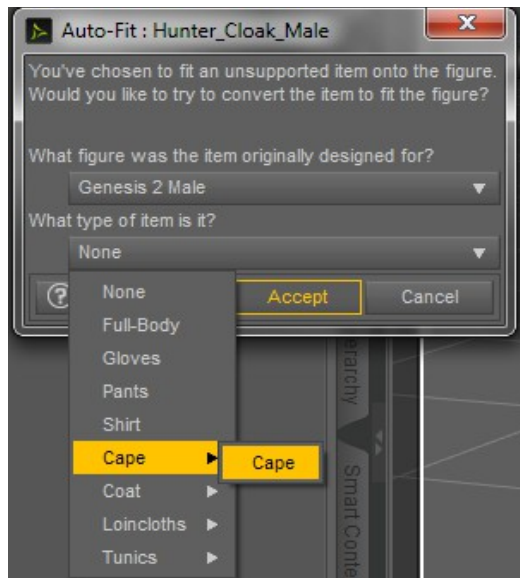 Auto-Fit : Hunter_Cloak_Male
You've chosen to fit an unsupported item onto the figure.
Would you like to try to convert the item to fit the figure?
What figure was the item originally designed for?
Genesis 2 Male
What type of item is it?
None
?
Accept
Cancel
None
Full-Body
Gloves
Pants
Shirt
Cape
Cape
Coat
Loincloths
Tunics
erarchy
Smart Conte